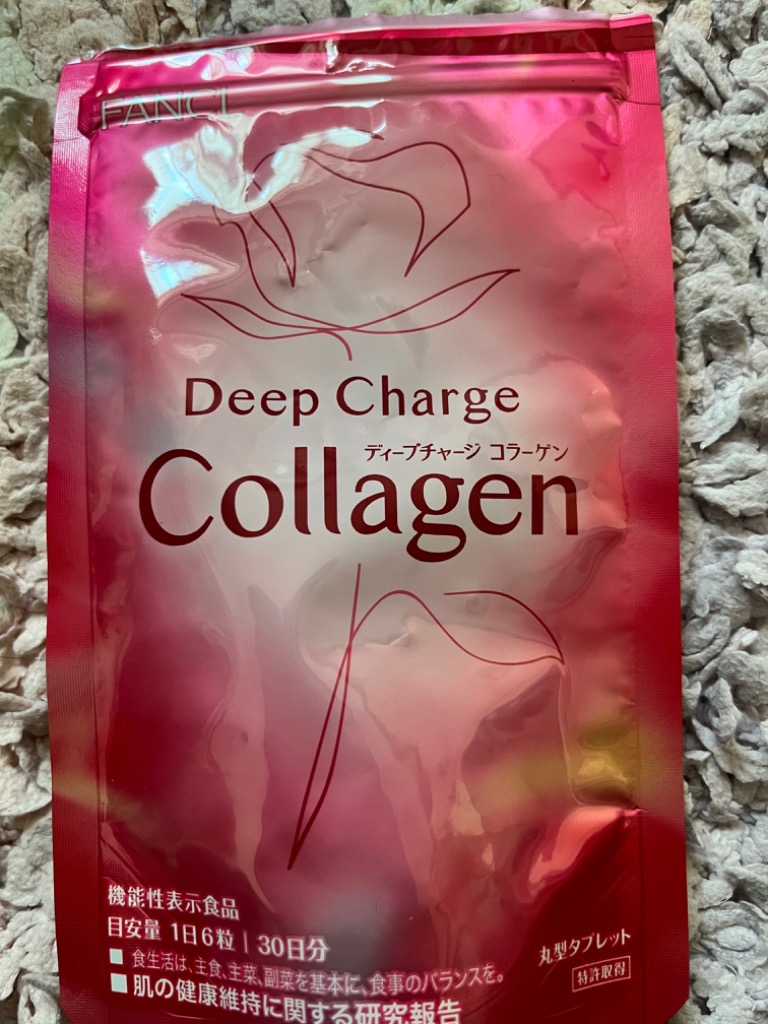 FANCL
Deep Charge
ディープチャージ コラーゲン
Collagen
機能性表示食品
目安量 1日6粒 | 30日分
丸型タブレット
特許取得
■ 食生活は、主食、主菜、副菜を基本に、食事のバランスを。
■ 肌の健康維持に関する研究報告